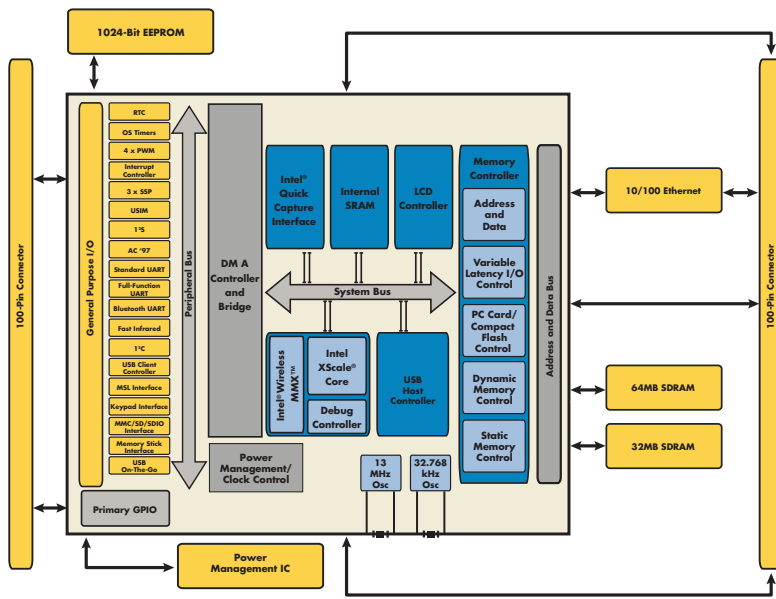 1024-Bit EEPROM
100-Pin Connector
General Purpose I/O
RTC
OS Timers
4 x PWM
Interrupt
Controller
3 x SSP
USIM
I²S
AC '97
Standard UART
Full-Function
UART
Bluetooth UART
Fast Infrared
I²C
USB Client
Controller
MSL Interface
Keypad Interface
MMC/SD/SDIO
Interface
Memory Stick
Interface
USB
On-The-Go
Primary GPIO
Peripheral Bus
DM A
Controller
and
Bridge
Power
Management/
Clock Control
Intel®
Quick
Capture
Interface
Internal
SRAM
LCD
Controller
System Bus
Intel® Wireless
MMX™
Intel
XScale®
Core
Debug
Controller
USB
Host
Controller
13
MHz
Osc
32.768
kHz
Osc
Memory
Controller
Address
and
Data
Variable
Latency I/O
Control
PC Card/
Compact
Flash
Control
Dynamic
Memory
Control
Static
Memory
Control
Address and Data Bus
10/100 Ethernet
64MB SDRAM
32MB SDRAM
100-Pin Connector
Power
Management IC